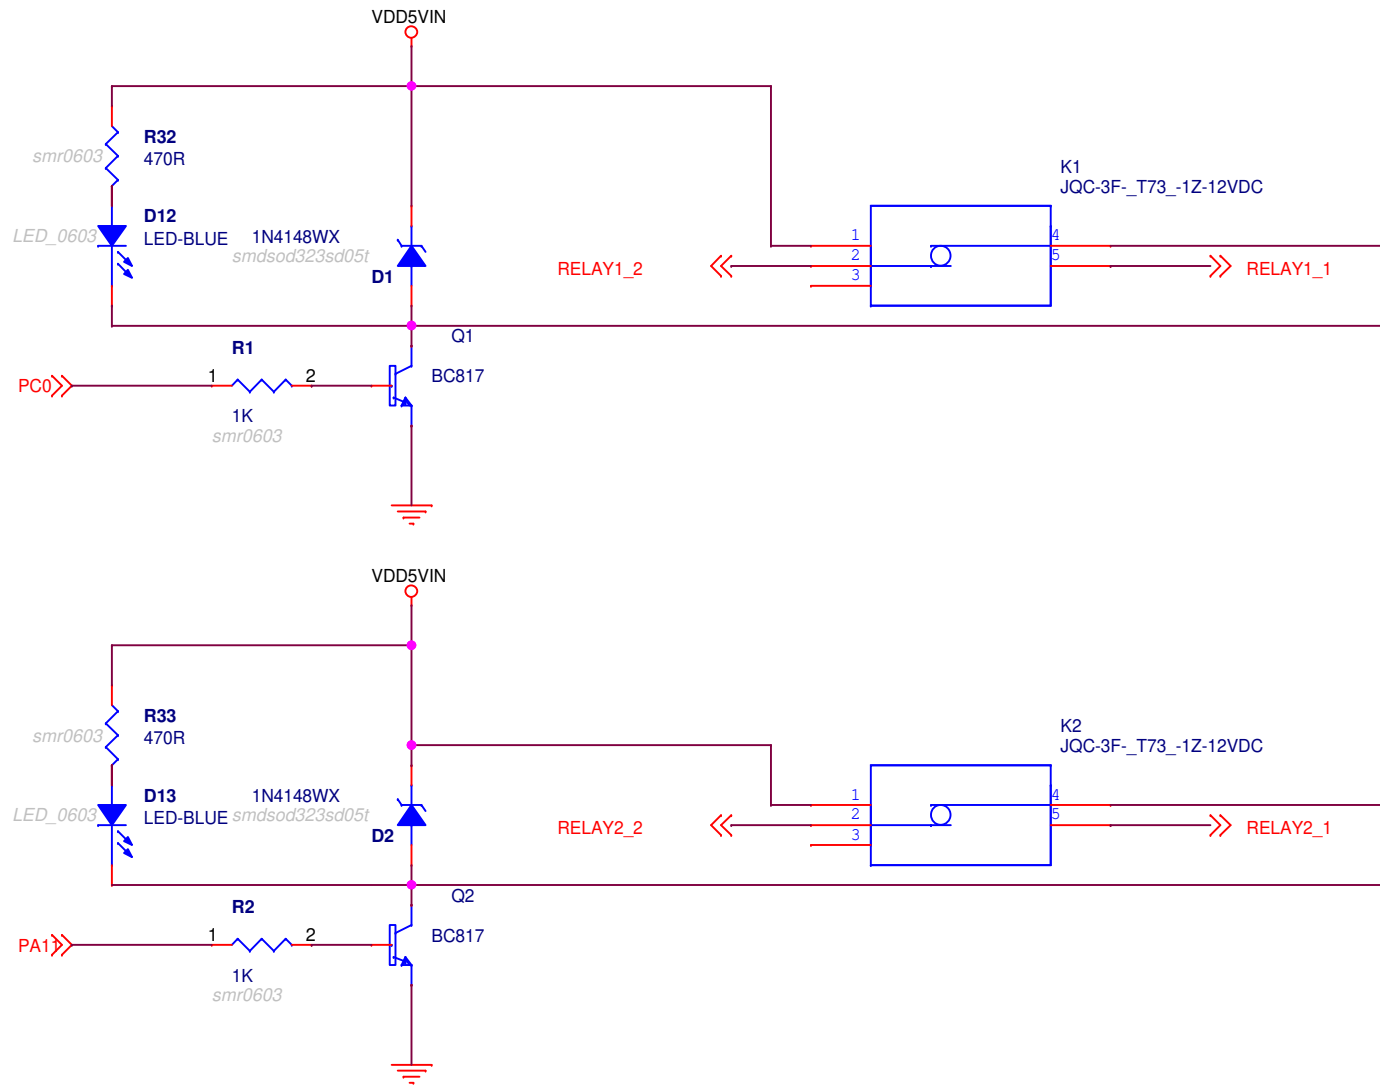 VDD5VIN
R32
470R
smr0603
D12
LED-BLUE
LED_0603
1N4148WX
smdsod323sd05t
D1
K1
JQC-3F-_T73_-1Z-12VDC
1
2
3
4
5
RELAY1_2
RELAY1_1
Q1
BC817
R1
1
2
1K
smr0603
PC0
VDD5VIN
R33
470R
smr0603
D13
LED-BLUE
LED_0603
1N4148WX
smdsod323sd05t
D2
K2
JQC-3F-_T73_-1Z-12VDC
1
2
3
4
5
RELAY2_2
RELAY2_1
Q2
BC817
R2
1
2
1K
smr0603
PA11